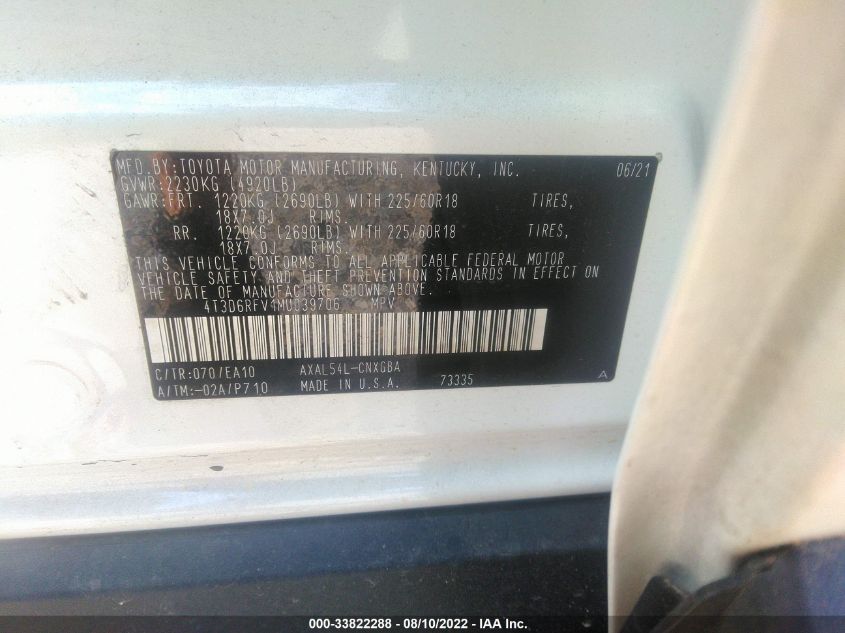 MFD.BY:TOYOTA MOTOR MANUFACTURING, KENTUCKY, INC. 06/21
GVWR:2230KG (4920LB)
GAWR:FRT. 1220KG (2690LB) WITH 225/60R18 TIRES,
18X7.0J RIMS.
RR. 1220KG (2690LB) WITH 225/60R18 TIRES,
18X7.0J RIMS.
THIS VEHICLE CONFORMS TO ALL APPLICABLE FEDERAL MOTOR
VEHICLE SAFETY AND THEFT PREVENTION STANDARDS IN EFFECT ON
THE DATE OF MANUFACTURE SHOWN ABOVE.
MPV
C/TR:070/EA10 AXAL54L-CNXGBA
A/TM:-02A/P710 MADE IN U.S.A. 73335 A
000-33822288 - 08/10/2022 - IAA Inc.